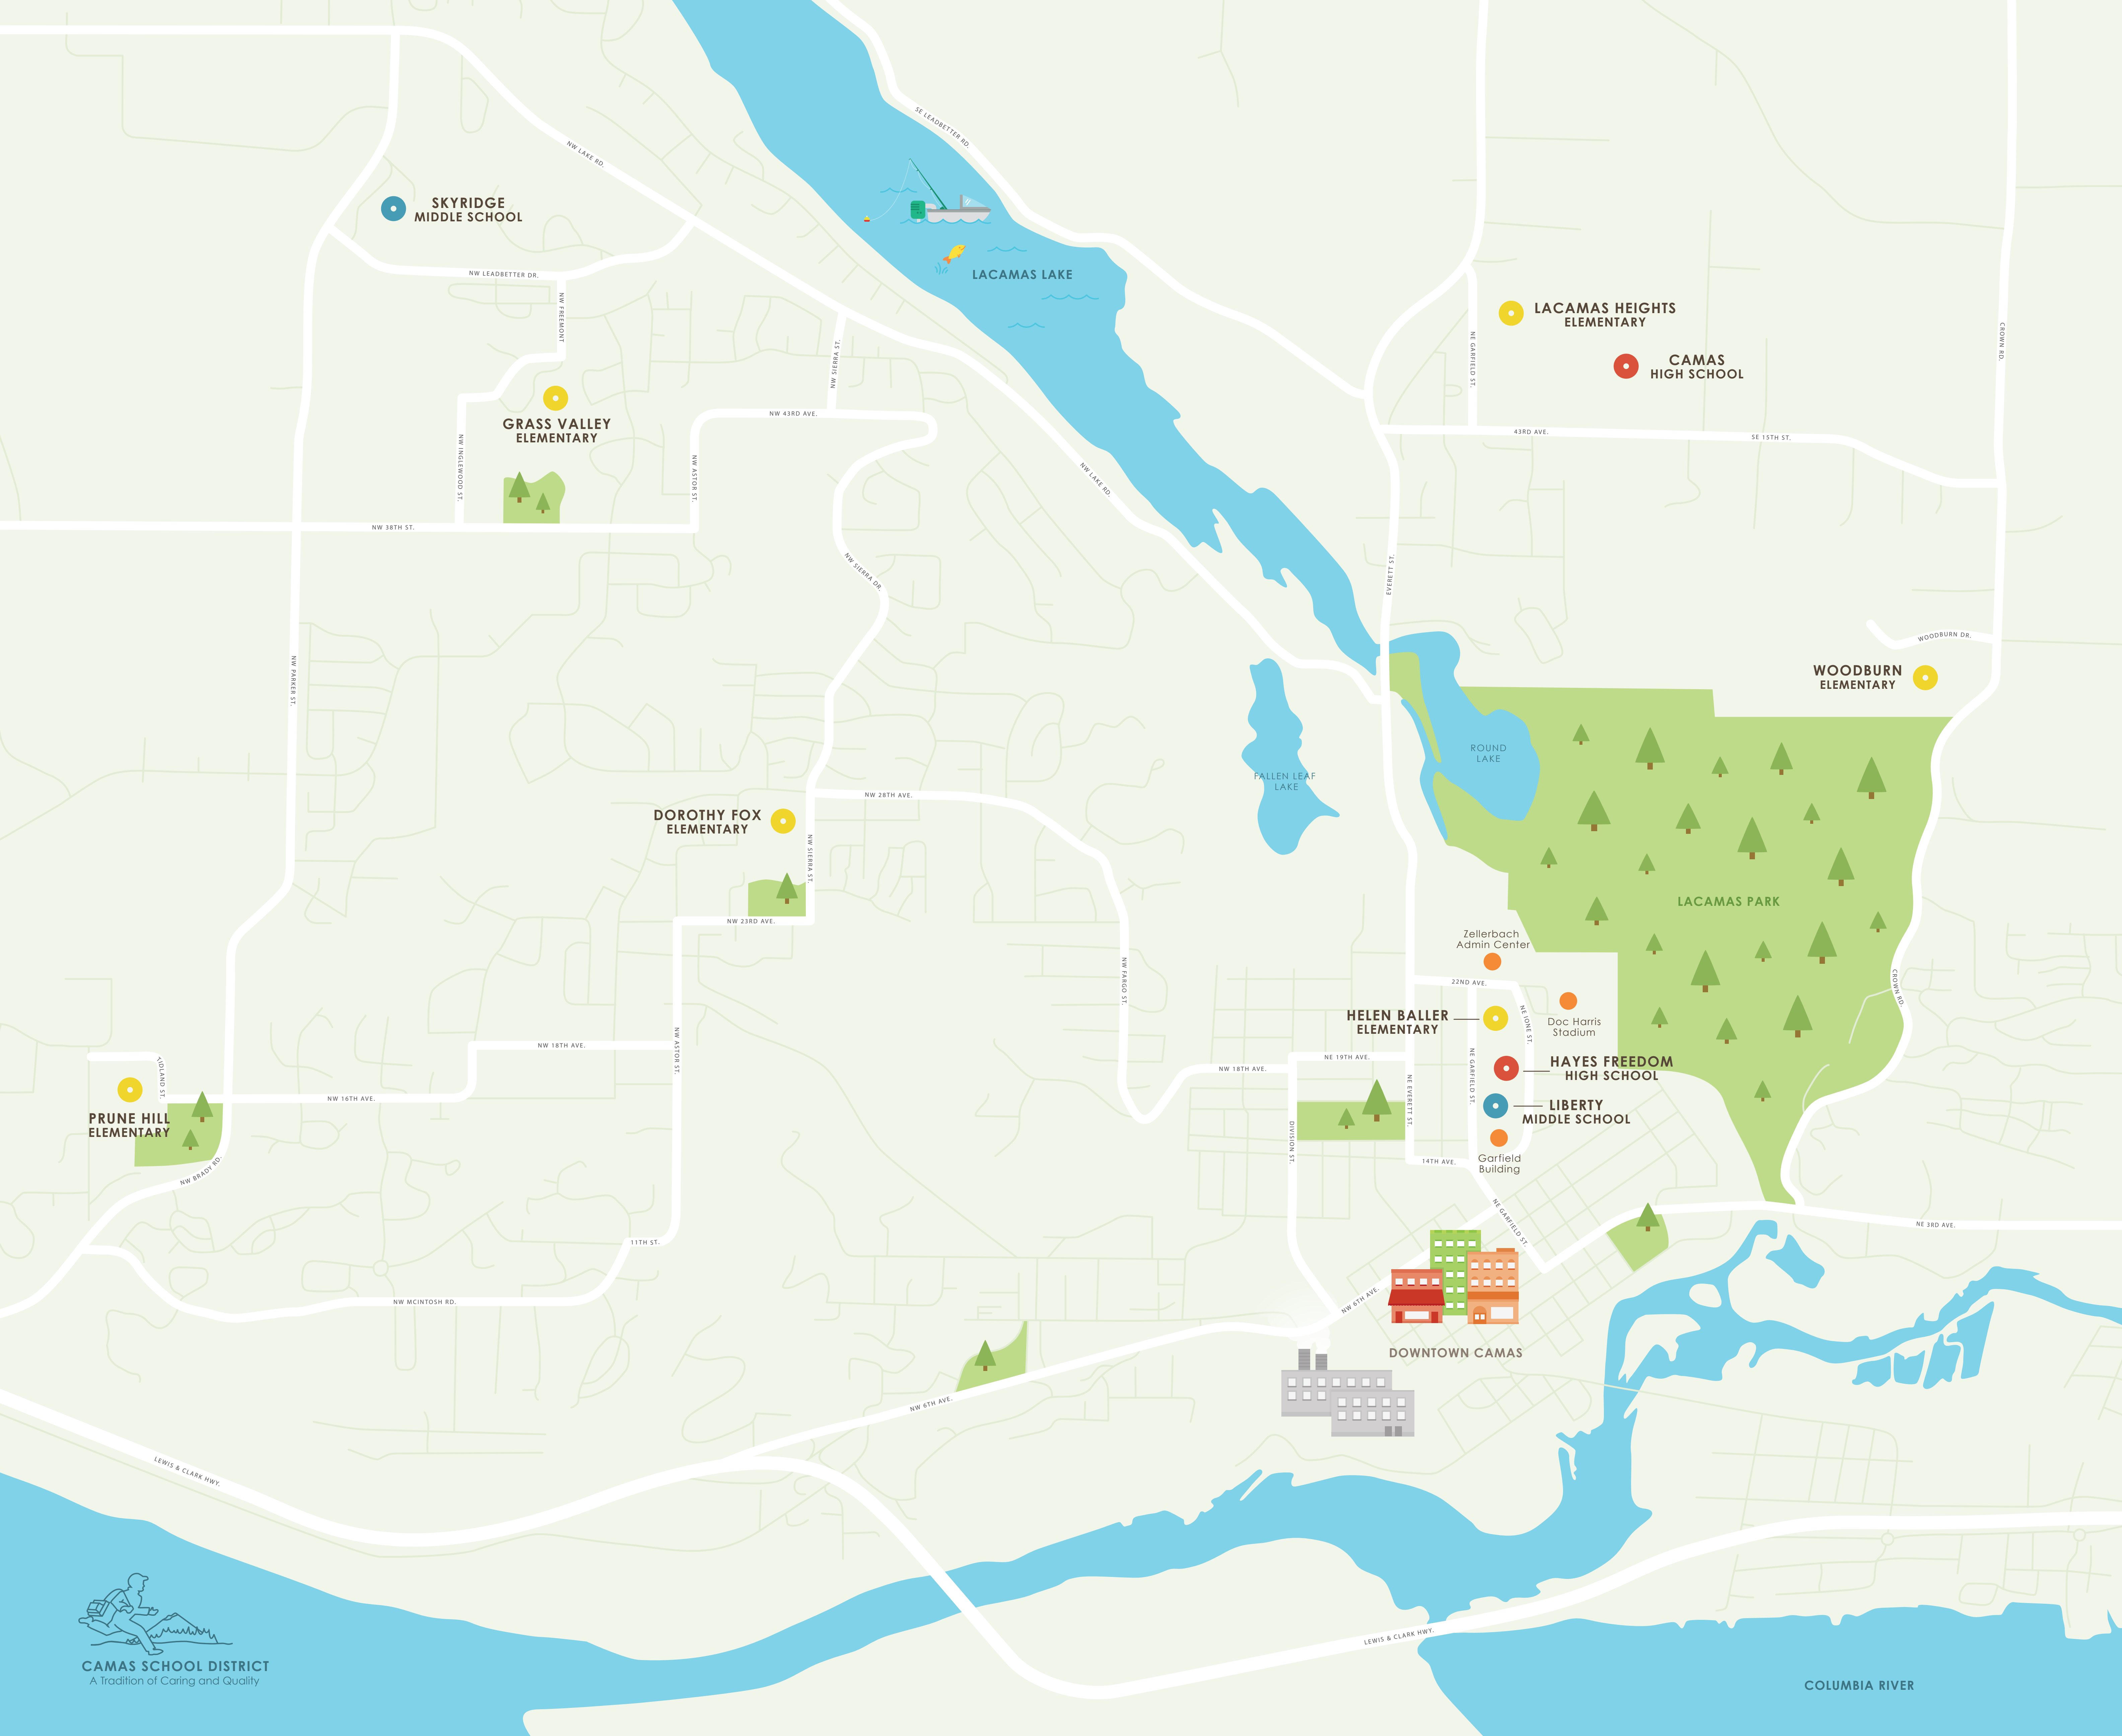 SE LEADBETTER RD.
NW LAKE RD.
SKYRIDGE
MIDDLE SCHOOL
NW LEADBETTER DR.
LACAMAS LAKE
NW FREEMONT
LACAMAS HEIGHTS
ELEMENTARY
NW SIERRA ST.
NE GARFIELD ST.
CROWN RD.
CAMAS
HIGH SCHOOL
GRASS VALLEY
ELEMENTARY
NW 43RD AVE.
43RD AVE.
SE 15TH ST.
NW INGLEWOOD ST.
NW ASTOR ST.
NW LAKE RD.
NW 38TH ST.
NW SIERRA DR.
EVERETT ST.
WOODBURN DR.
NW PARKER ST.
WOODBURN
ELEMENTARY
ROUND
LAKE
FALLEN LEAF
LAKE
NW 28TH AVE.
DOROTHY FOX
ELEMENTARY
NW SIERRA ST.
LACAMAS PARK
NW 23RD AVE.
Zellerbach
Admin Center
NW FARGO ST.
22ND AVE.
CROWN RD.
HELEN BALLER
ELEMENTARY
NE IONE ST.
Doc Harris
Stadium
NW 18TH AVE.
NW ASTOR ST.
NE 19TH AVE.
NW 18TH AVE.
HAYES FREEDOM
HIGH SCHOOL
TIDLAND ST.
NE GARFIELD ST.
NE EVERETT ST.
NW 16TH AVE.
LIBERTY
MIDDLE SCHOOL
PRUNE HILL
ELEMENTARY
DIVISION ST.
14TH AVE.
Garfield
Building
NW BRADY RD.
NE GARFIELD ST.
NE 3RD AVE.
11TH ST.
NW MCINTOSH RD.
NW 6TH AVE.
DOWNTOWN CAMAS
NW 6TH AVE.
LEWIS & CLARK HWY.
LEWIS & CLARK HWY.
CAMAS SCHOOL DISTRICT
A Tradition of Caring and Quality
COLUMBIA RIVER